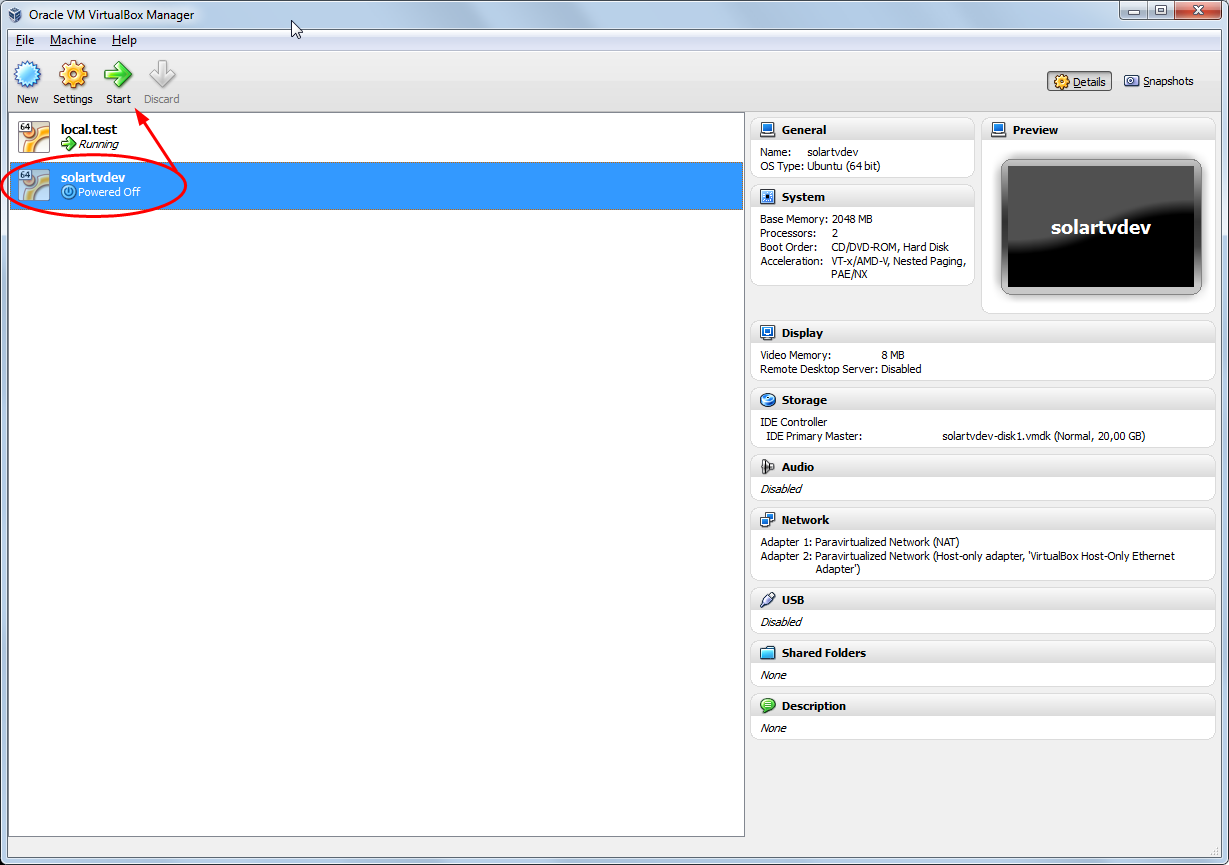 Oracle VM VirtualBox Manager
File Machine Help
New Settings Start Discard
Details Snapshots
64 local.test
Running
64 solartvdev
Powered Off
General
Name: solartvdev
OS Type: Ubuntu (64 bit)
System
Base Memory: 2048 MB
Processors: 2
Boot Order: CD/DVD-ROM, Hard Disk
Acceleration: VT-x/AMD-V, Nested Paging,
PAE/NX
Preview
solartvdev
Display
Video Memory: 8 MB
Remote Desktop Server: Disabled
Storage
IDE Controller
IDE Primary Master: solartvdev-disk1.vmdk (Normal, 20,00 GB)
Audio
Disabled
Network
Adapter 1: Paravirtualized Network (NAT)
Adapter 2: Paravirtualized Network (Host-only adapter, 'VirtualBox Host-Only Ethernet
Adapter')
USB
Disabled
Shared Folders
None
Description
None